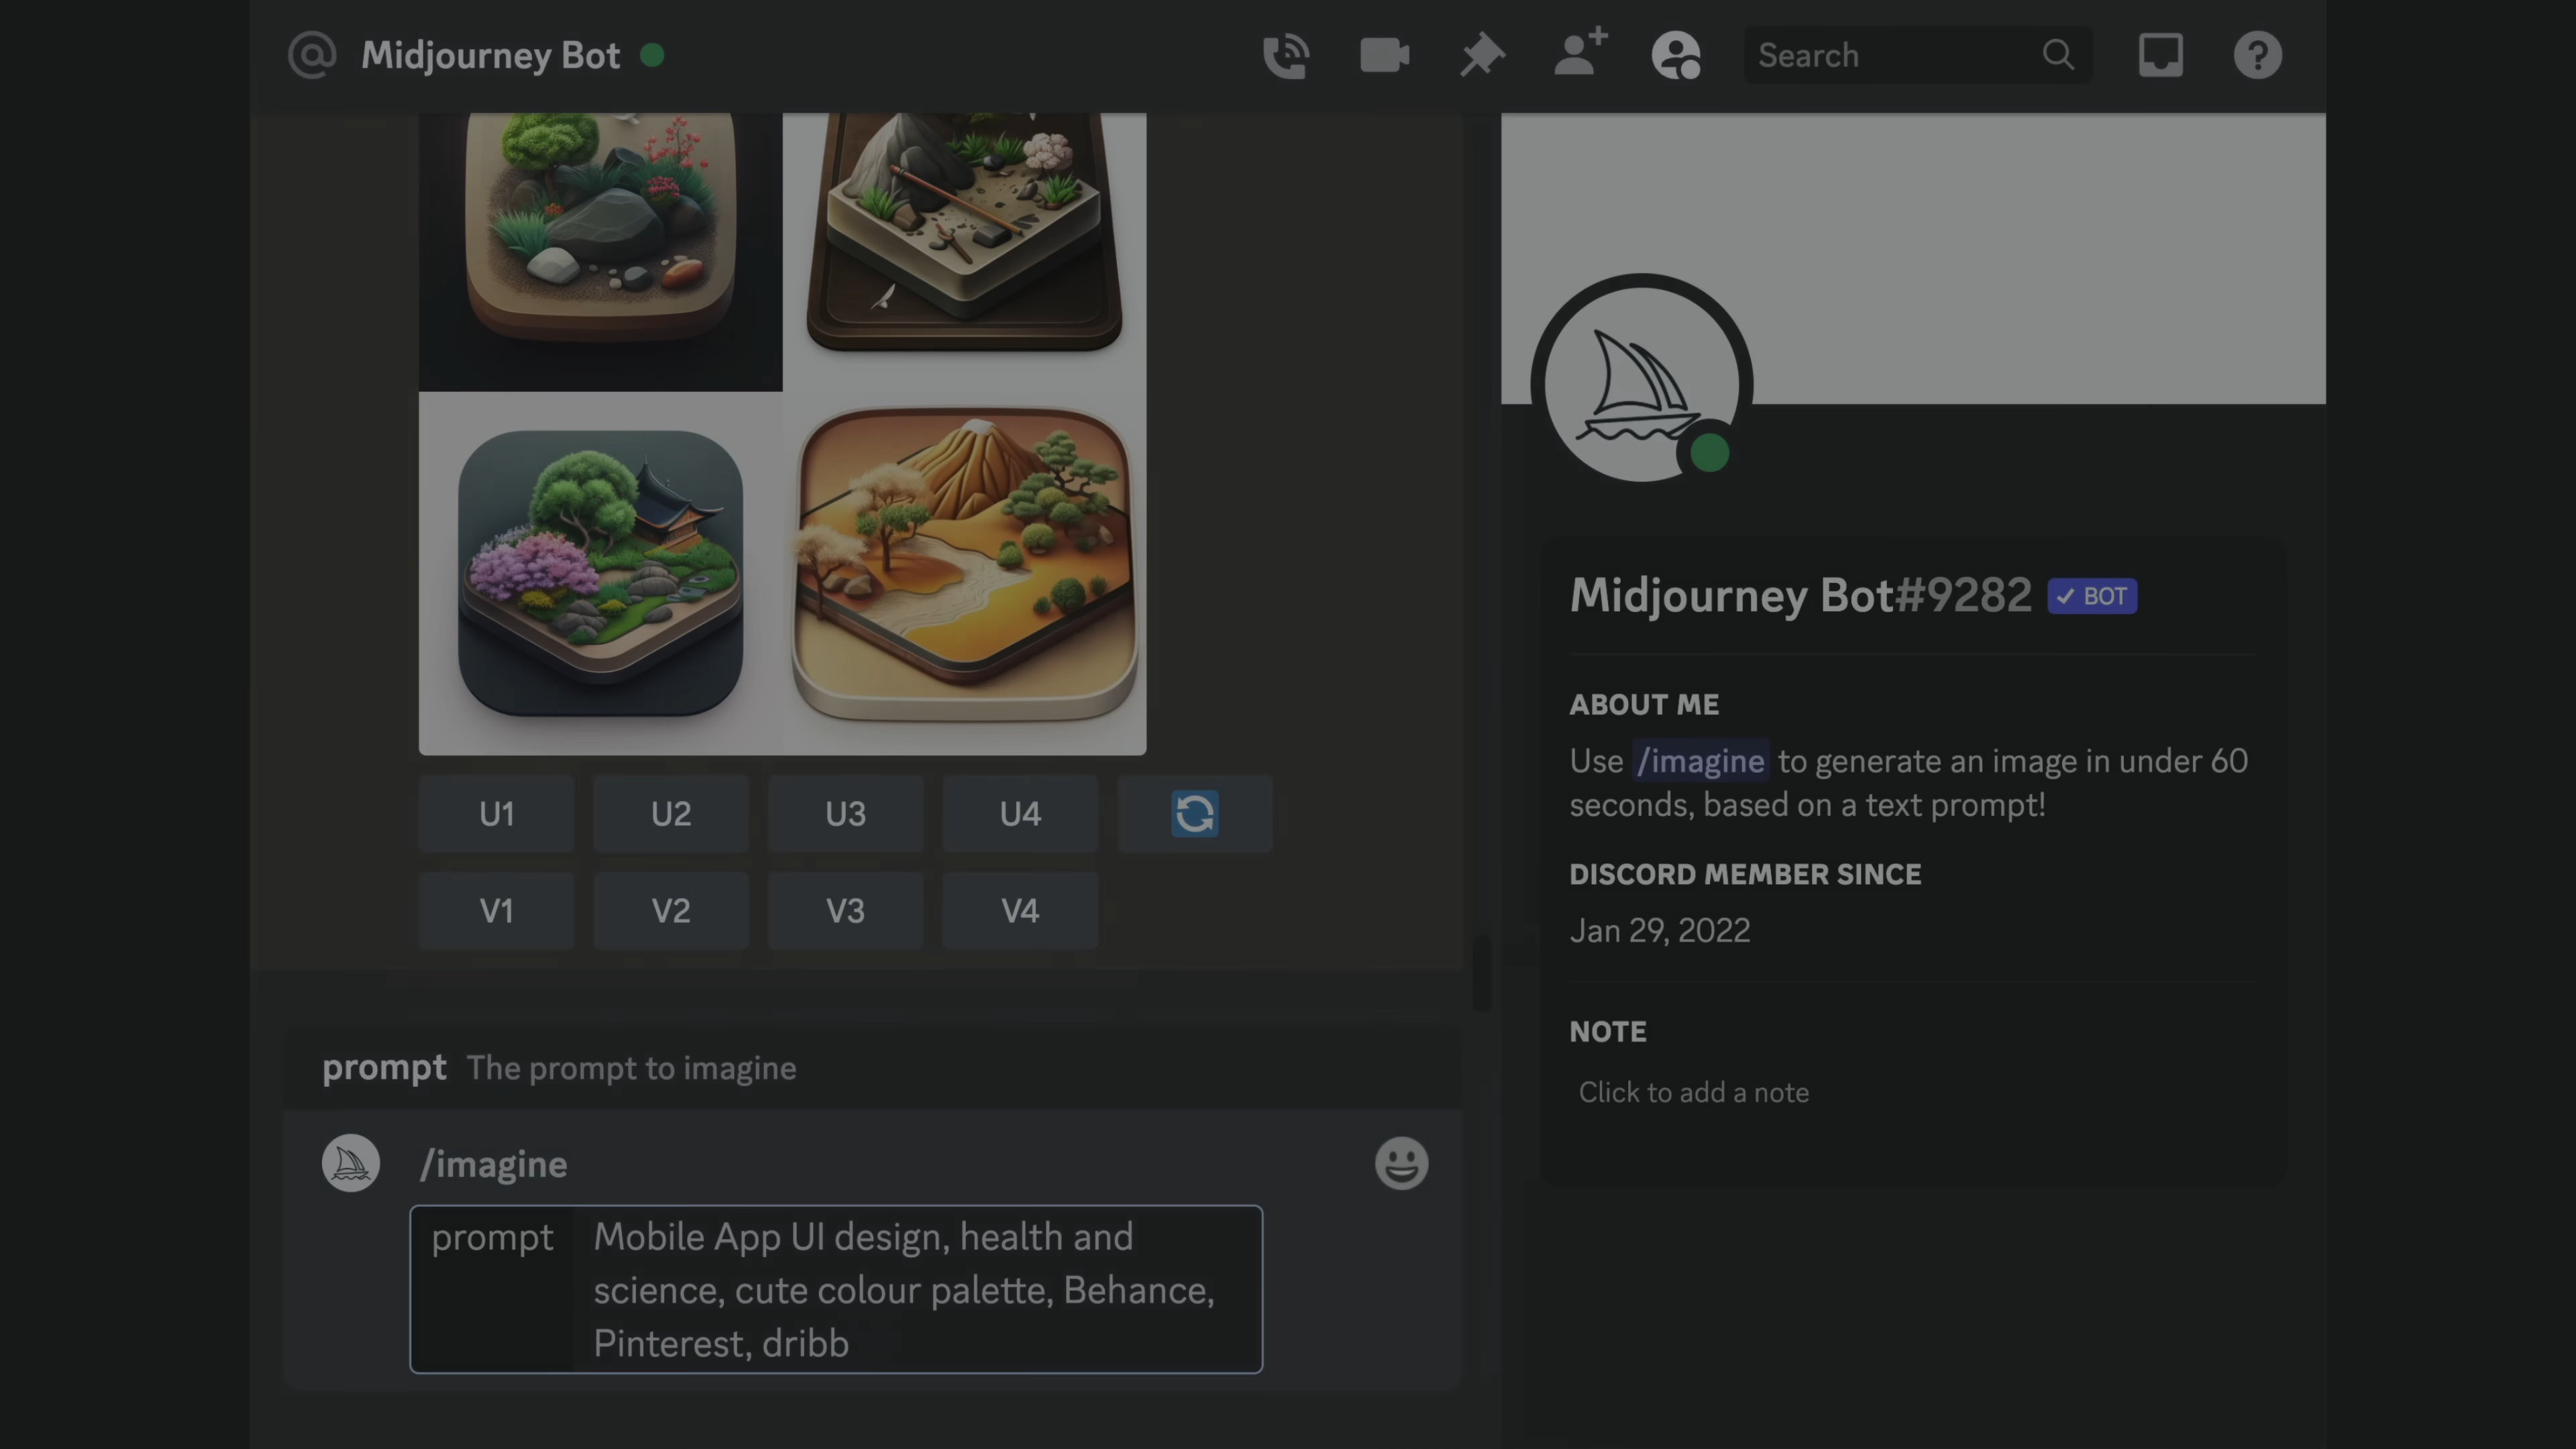 Midjourney Bot
Search
U1 U2 U3 U4
V1 V2 V3 V4
prompt The prompt to imagine
/imagine
prompt Mobile App UI design, health and
science, cute colour palette, Behance,
Pinterest, dribb
Midjourney Bot#9282 BOT
ABOUT ME
Use /imagine to generate an image in under 60
seconds, based on a text prompt!
DISCORD MEMBER SINCE
Jan 29, 2022
NOTE
Click to add a note